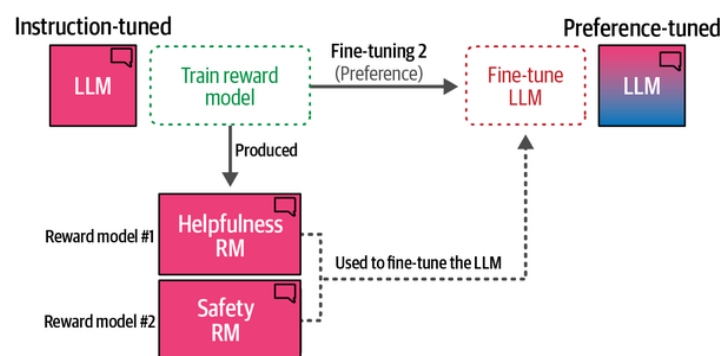 Instruction-tuned
Preference-tuned
LLM
Train reward
model
Fine-tuning 2
(Preference)
Fine-tune
LLM
LLM
Produced
Reward model #1
Helpfulness
RM
Used to fine-tune the LLM
Reward model #2
Safety
RM